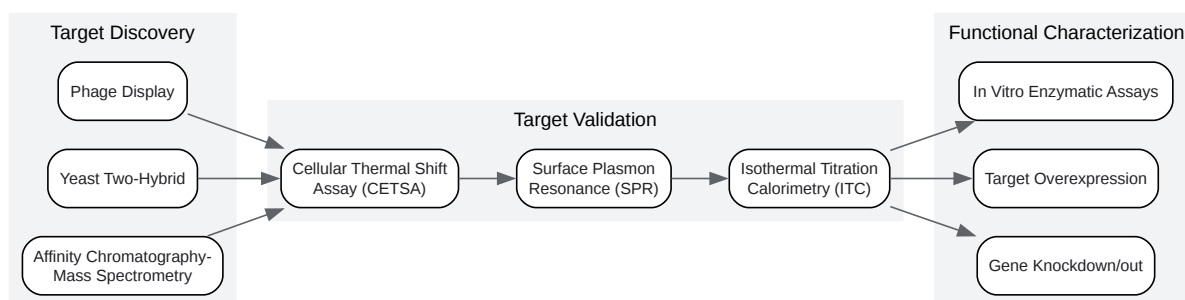 Target Discovery
Phage Display
Yeast Two-Hybrid
Affinity Chromatography-
Mass Spectrometry
Target Validation
Cellular Thermal Shift
Assay (CETSA)
Surface Plasmon
Resonance (SPR)
Isothermal Titration
Calorimetry (ITC)
Functional Characterization
In Vitro Enzymatic Assays
Target Overexpression
Gene Knockdown/out